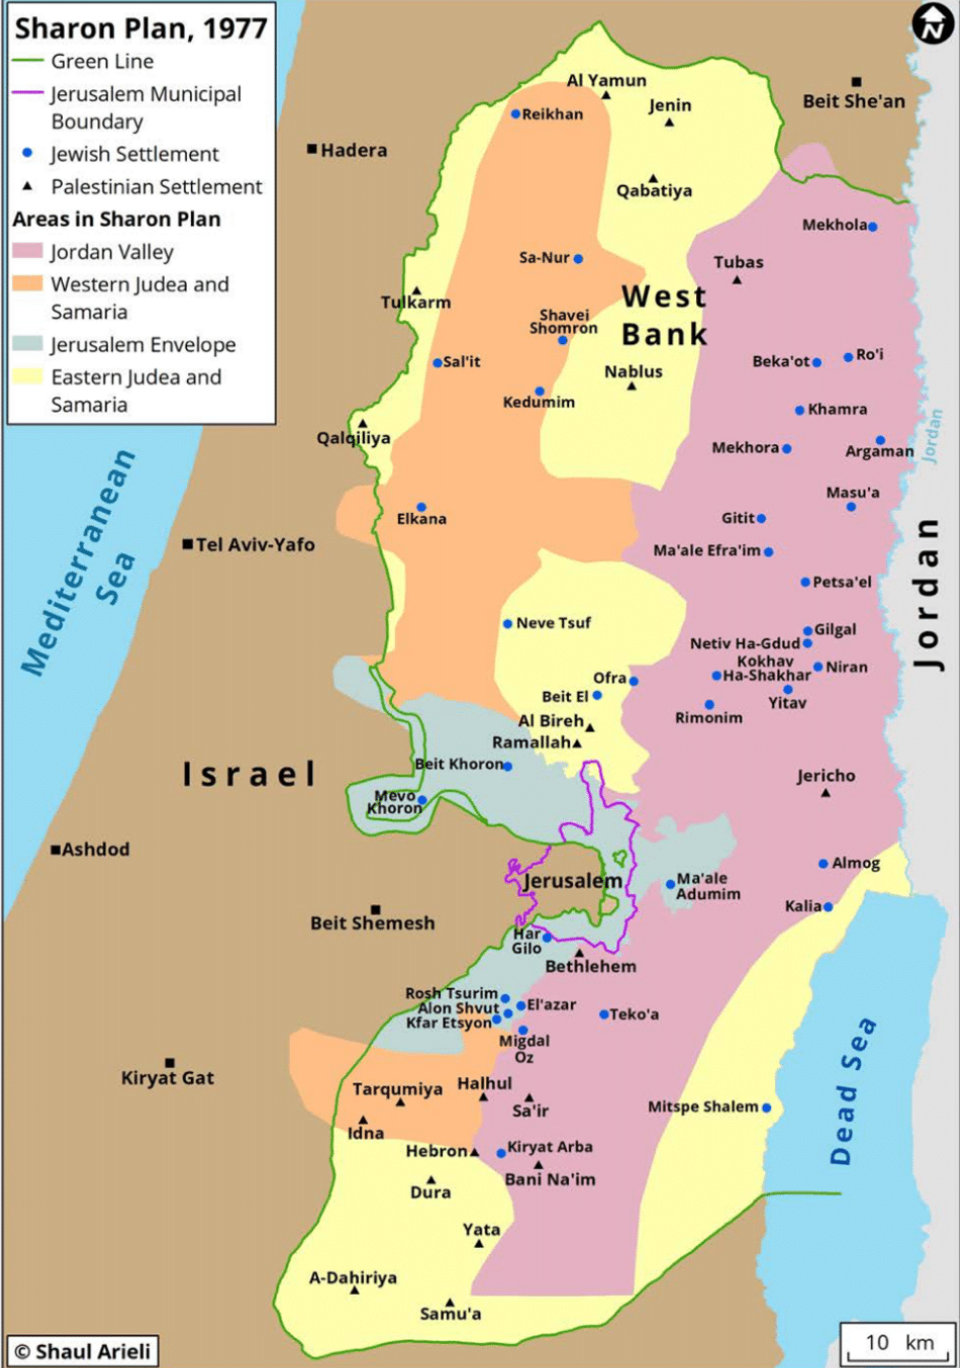 Sharon Plan, 1977
Green Line
Jerusalem Municipal
Boundary
Jewish Settlement
Palestinian Settlement
Areas in Sharon Plan
Jordan Valley
Western Judea and
Samaria
Jerusalem Envelope
Eastern Judea and
Samaria
N
Al Yamun
Beit She'an
Jenin
Reikhan
Hadera
Qabatiya
Mekhola
Sa-Nur
Tubas
West
Bank
Tulkarm
Shavei
Shomron
Sal'it
Nablus
Beka'ot
Ro'i
Kedumim
Khamra
Qalqiliya
Mekhora
Argaman
Jordan
Mediterranean
Sea
Masu'a
Elkana
Gitit
Tel Aviv-Yafo
Ma'ale Efra'im
Petsa'el
Jordan
Neve Tsuf
Gilgal
Netiv Ha-Gdud
Kokhav
Ha-Shakhar
Niran
Ofra
Beit El
Yitav
Rimonim
Al Bireh
Ramallah
Israel
Beit Khoron
Jericho
Mevo
Khoron
Ashdod
Jerusalem
Almog
Ma'ale
Adumim
Kalia
Beit Shemesh
Har
Gilo
Bethlehem
Rosh Tsurim
Alon Shvut
El'azar
Kfar Etsyon
Teko'a
Migdal
Oz
Kiryat Gat
Tarqumiya
Halhul
Sa'ir
Mitspe Shalem
Dead Sea
Idna
Hebron
Kiryat Arba
Bani Na'im
Dura
Yata
A-Dahiriya
Samu'a
© Shaul Arieli
10 km